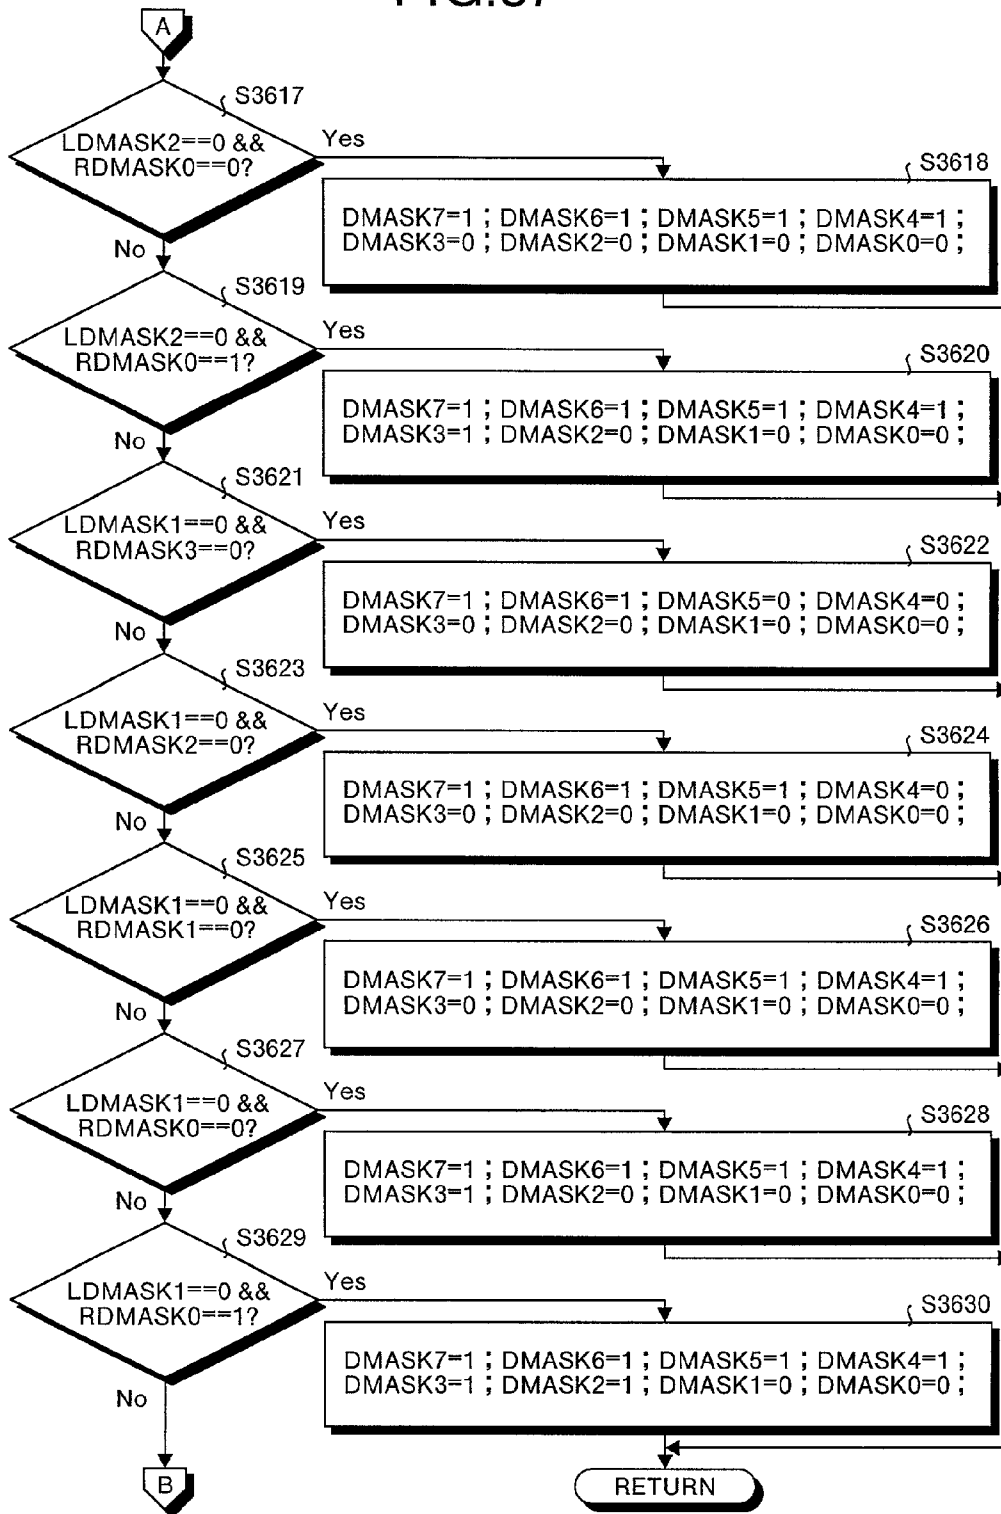 A
S3617
LDMASK2==0 &&
RDMASK0==0?
Yes
No
S3618
DMASK7=1 ; DMASK6=1 ; DMASK5=1 ; DMASK4=1 ;
DMASK3=0 ; DMASK2=0 ; DMASK1=0 ; DMASK0=0 ;
S3619
LDMASK2==0 &&
RDMASK0==1?
Yes
No
S3620
DMASK7=1 ; DMASK6=1 ; DMASK5=1 ; DMASK4=1 ;
DMASK3=1 ; DMASK2=0 ; DMASK1=0 ; DMASK0=0 ;
S3621
LDMASK1==0 &&
RDMASK3==0?
Yes
No
S3622
DMASK7=1 ; DMASK6=1 ; DMASK5=0 ; DMASK4=0 ;
DMASK3=0 ; DMASK2=0 ; DMASK1=0 ; DMASK0=0 ;
S3623
LDMASK1==0 &&
RDMASK2==0?
Yes
No
S3624
DMASK7=1 ; DMASK6=1 ; DMASK5=1 ; DMASK4=0 ;
DMASK3=0 ; DMASK2=0 ; DMASK1=0 ; DMASK0=0 ;
S3625
LDMASK1==0 &&
RDMASK1==0?
Yes
No
S3626
DMASK7=1 ; DMASK6=1 ; DMASK5=1 ; DMASK4=1 ;
DMASK3=0 ; DMASK2=0 ; DMASK1=0 ; DMASK0=0 ;
S3627
LDMASK1==0 &&
RDMASK0==0?
Yes
No
S3628
DMASK7=1 ; DMASK6=1 ; DMASK5=1 ; DMASK4=1 ;
DMASK3=1 ; DMASK2=0 ; DMASK1=0 ; DMASK0=0 ;
S3629
LDMASK1==0 &&
RDMASK0==1?
Yes
No
S3630
DMASK7=1 ; DMASK6=1 ; DMASK5=1 ; DMASK4=1 ;
DMASK3=1 ; DMASK2=1 ; DMASK1=0 ; DMASK0=0 ;
B
RETURN